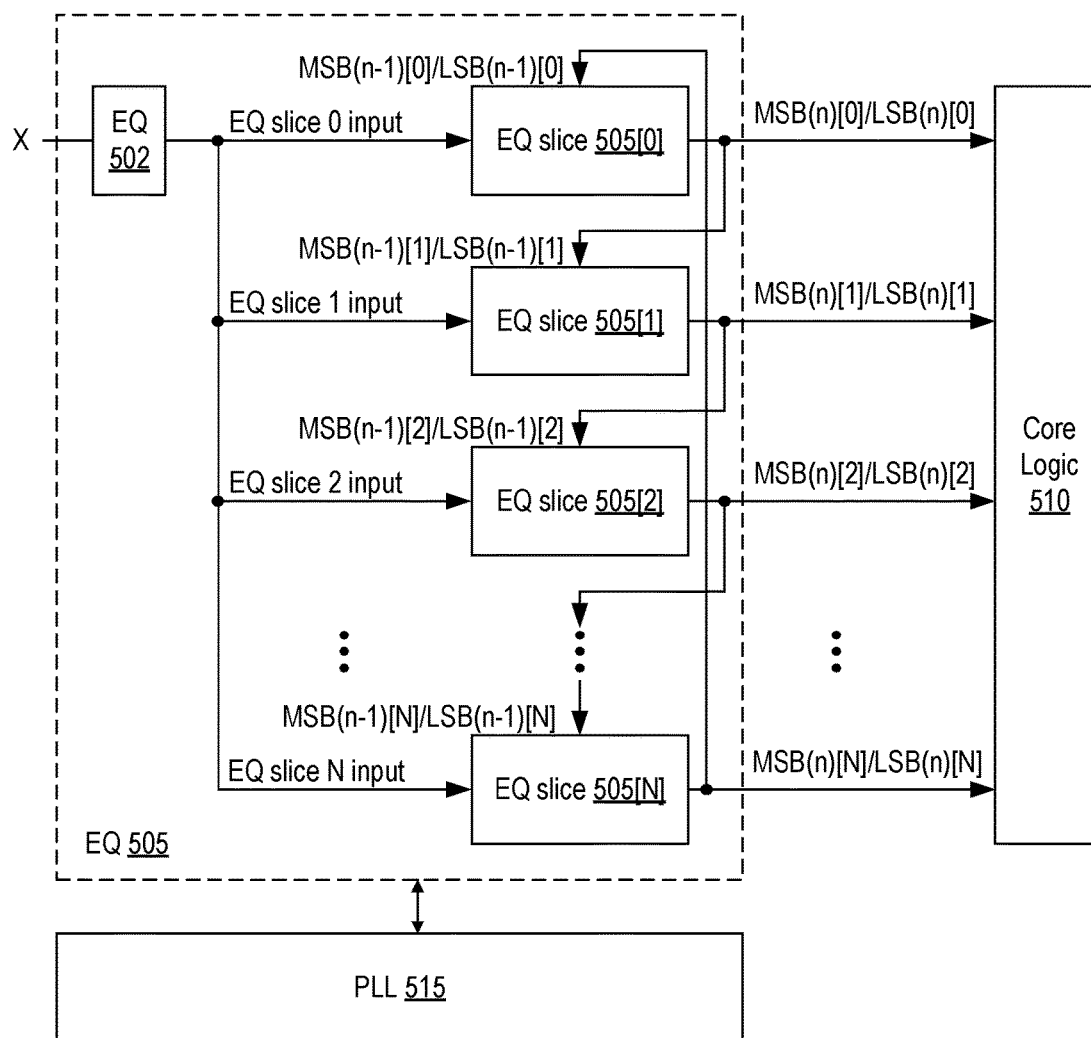 MSB(n-1)[0]/LSB(n-1)[0]
X
EQ
502
EQ slice 0 input
EQ slice 505[0]
MSB(n)[0]/LSB(n)[0]
MSB(n-1)[1]/LSB(n-1)[1]
EQ slice 1 input
EQ slice 505[1]
MSB(n)[1]/LSB(n)[1]
MSB(n-1)[2]/LSB(n-1)[2]
EQ slice 2 input
EQ slice 505[2]
MSB(n)[2]/LSB(n)[2]
Core
Logic
510
MSB(n-1)[N]/LSB(n-1)[N]
EQ slice N input
EQ slice 505[N]
MSB(n)[N]/LSB(n)[N]
EQ 505
PLL 515